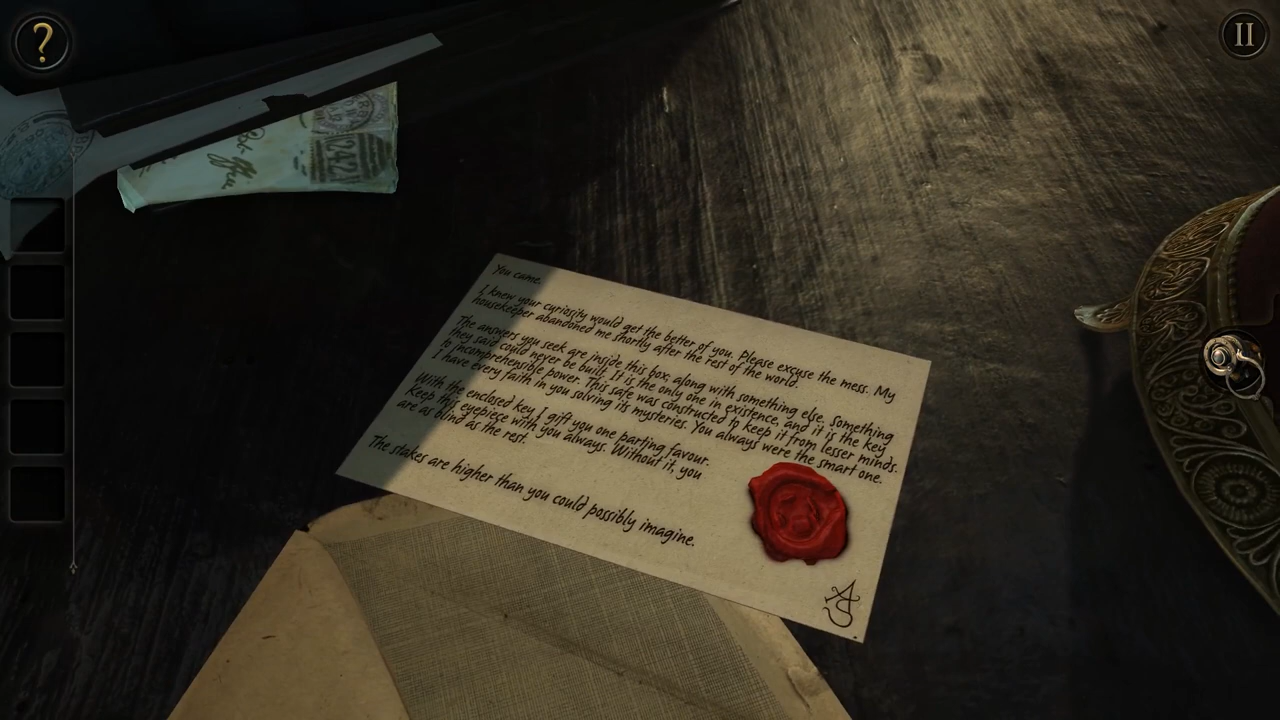 You came.
I knew your curiosity would get the better of you. Please excuse the mess. My
housekeeper abandoned me shortly after the rest of the world.
The answers you seek are inside this box, along with something else. Something
they said could never be built. It is the only one in existence, and it is the key
to incomprehensible power. This safe was constructed to keep it from lesser minds.
I have every faith in you solving its mysteries. You always were the smart one.
With the enclosed key I gift you one parting favour.
Keep this eyepiece with you always. Without it, you
are as blind as the rest.
The stakes are higher than you could possibly imagine.
AS
?